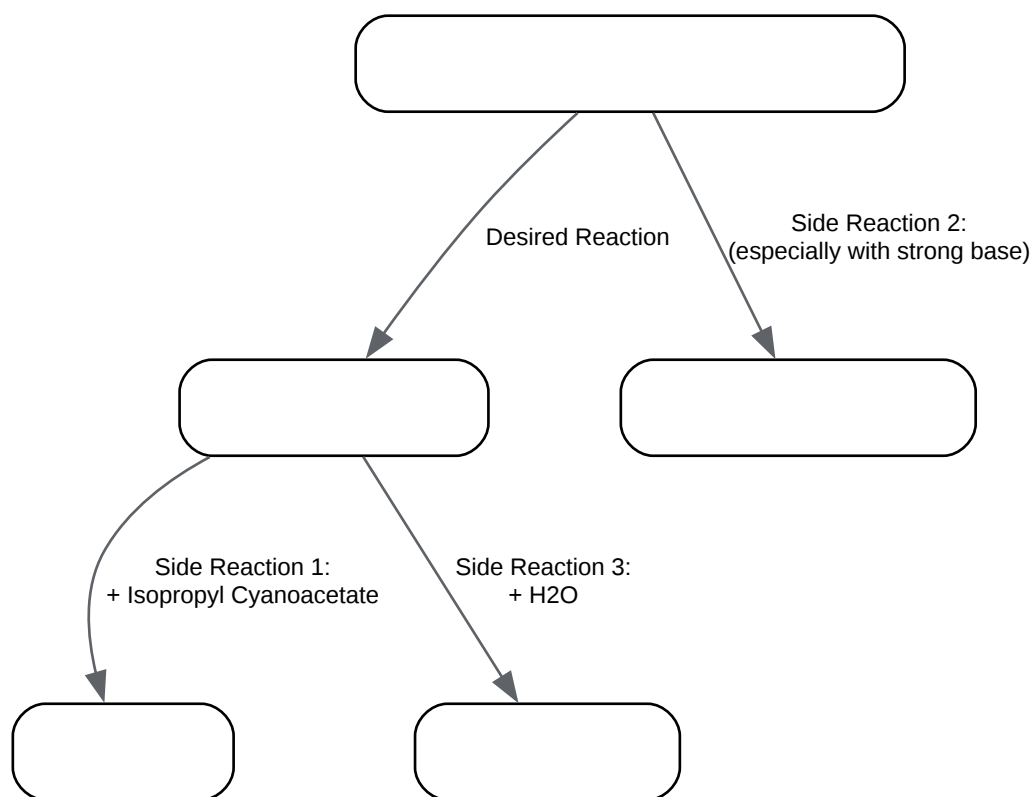 Desired Reaction
Side Reaction 2:
(especially with strong base)
Side Reaction 1:
+ Isopropyl Cyanoacetate
Side Reaction 3:
+ H2O